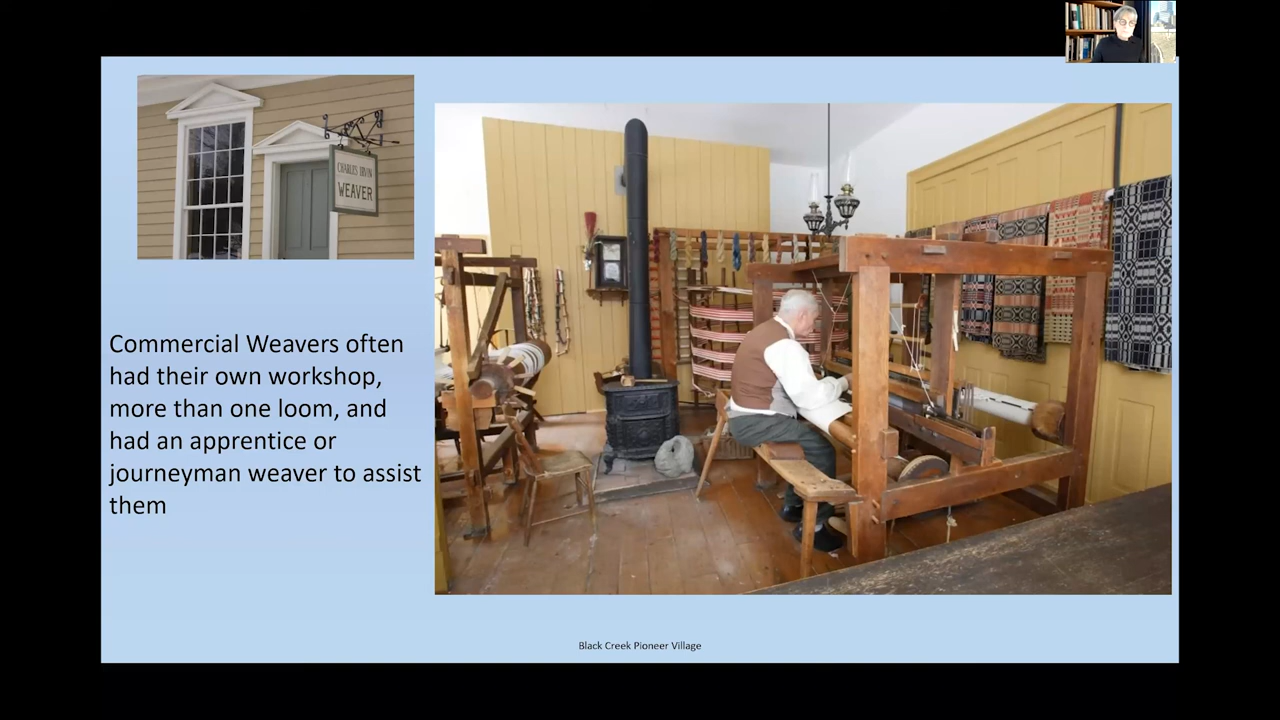 CHARLES IRVIN
WEAVER
Commercial Weavers often
had their own workshop,
more than one loom, and
had an apprentice or
journeyman weaver to assist
them
Black Creek Pioneer Village